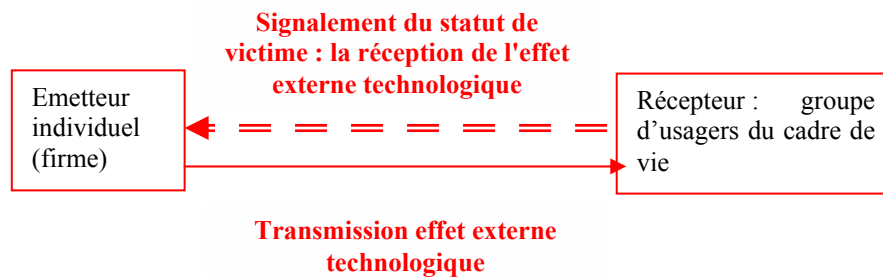 Signalement du statut de
victime : la réception de l'effet
externe technologique
Emetteur
individuel
(firme)
Récepteur : groupe
d'usagers du cadre de
vie
Transmission effet externe
technologique